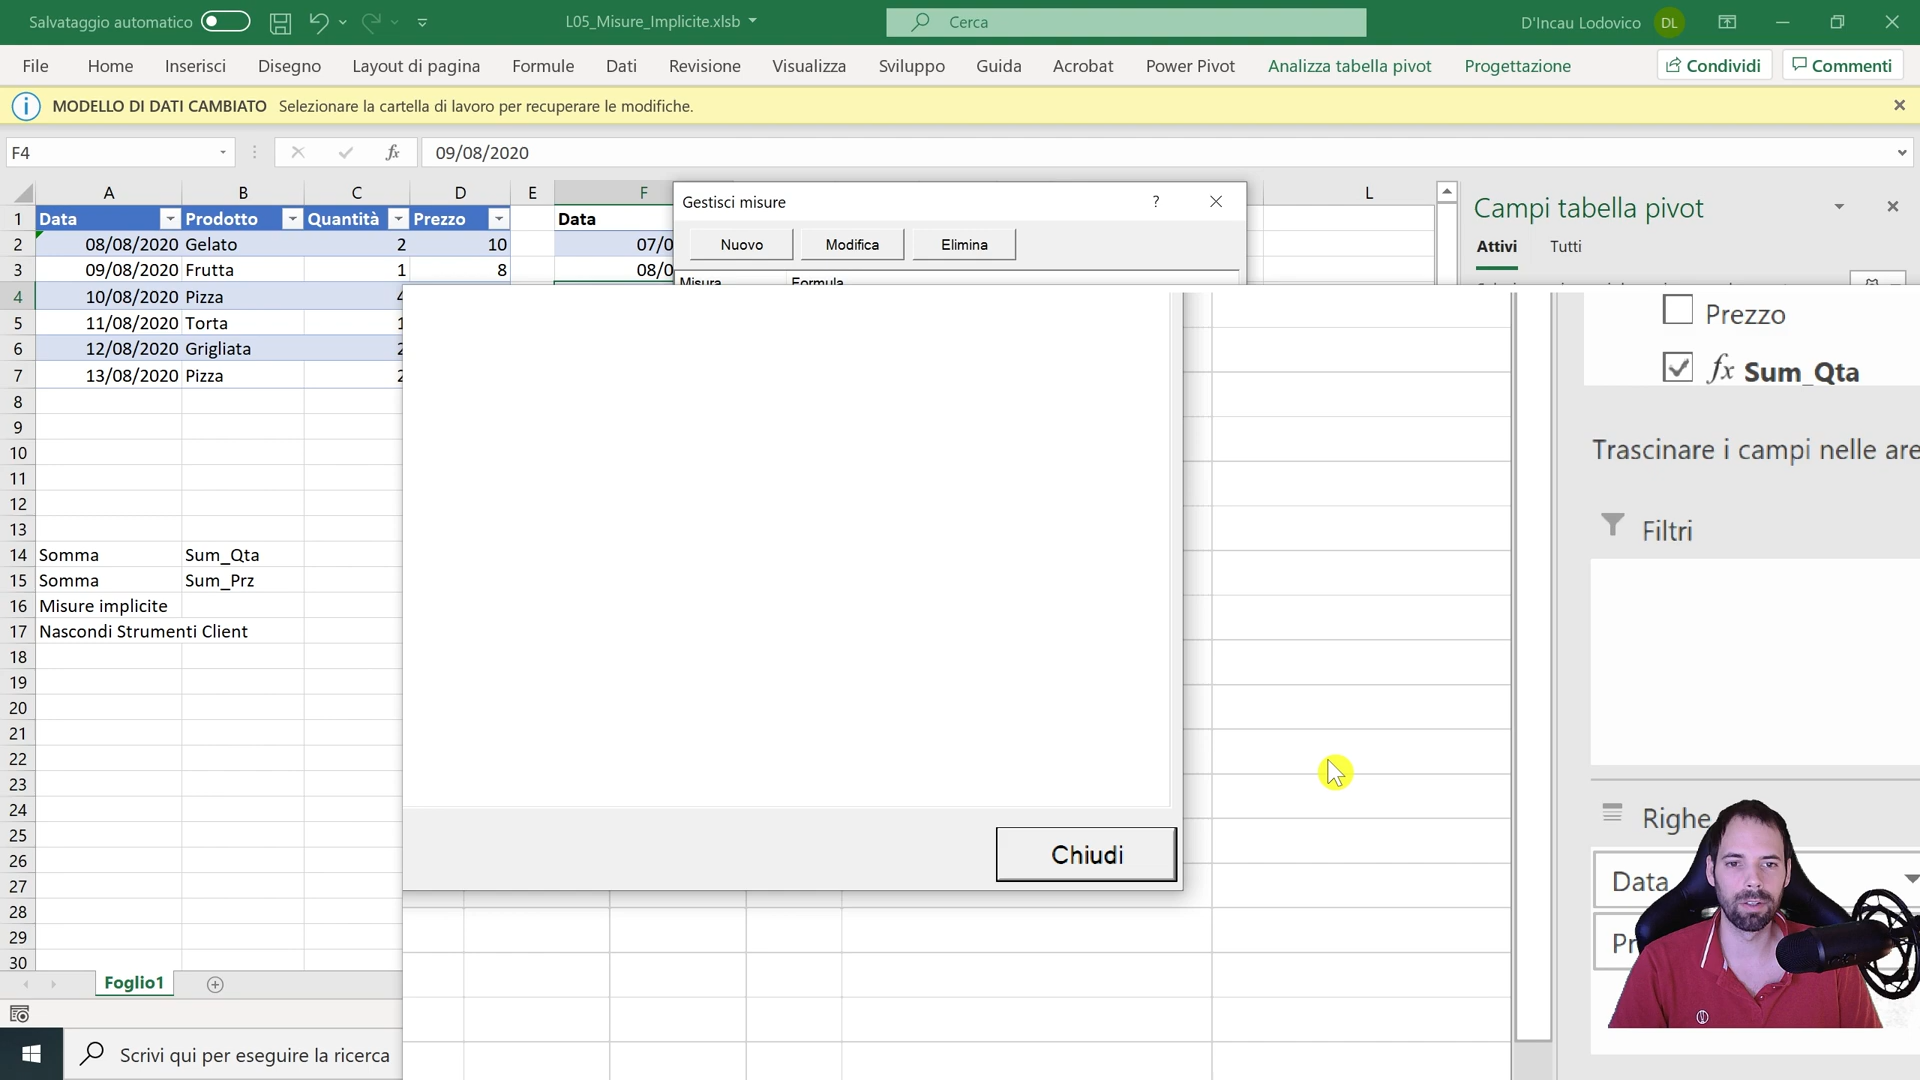 Salvataggio automatico
L05_Misure_Implicite.xlsb
Cerca
D'Incau Lodovico
DL
File
Home
Inserisci
Disegno
Layout di pagina
Formule
Dati
Revisione
Visualizza
Sviluppo
Guida
Acrobat
Power Pivot
Analizza tabella pivot
Progettazione
Condividi
Commenti
MODELLO DI DATI CAMBIATO Selezionare la cartella di lavoro per recuperare le modifiche.
F4
fx
09/08/2020
A B C D E F L
1 Data Prodotto Quantità Prezzo Data
2 08/08/2020 Gelato 2 10 07/0
3 09/08/2020 Frutta 1 8 08/0
4 10/08/2020 Pizza
5 11/08/2020 Torta
6 12/08/2020 Grigliata
7 13/08/2020 Pizza
8
9
10
11
12
13
14 Somma Sum_Qta
15 Somma Sum_Prz
16 Misure implicite
17 Nascondi Strumenti Client
18
19
20
21
22
23
24
25
26
27
28
29
30
Gestisci misure
?
Nuovo
Modifica
Elimina
Misura Formula
Chiudi
Campi tabella pivot
Attivi
Tutti
Prezzo
fx Sum_Qta
Trascinare i campi nelle are
Filtri
Righe
Data
Pr
Foglio1
Scrivi qui per eseguire la ricerca